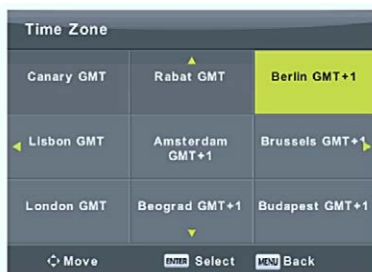 Time Zone
Canary GMT
Rabat GMT
Berlin GMT+1
Lisbon GMT
Amsterdam
GMT+1
Brussels GMT+1
London GMT
Beograd GMT+1
Budapest GMT+1
Move
ENTER Select
MENU Back